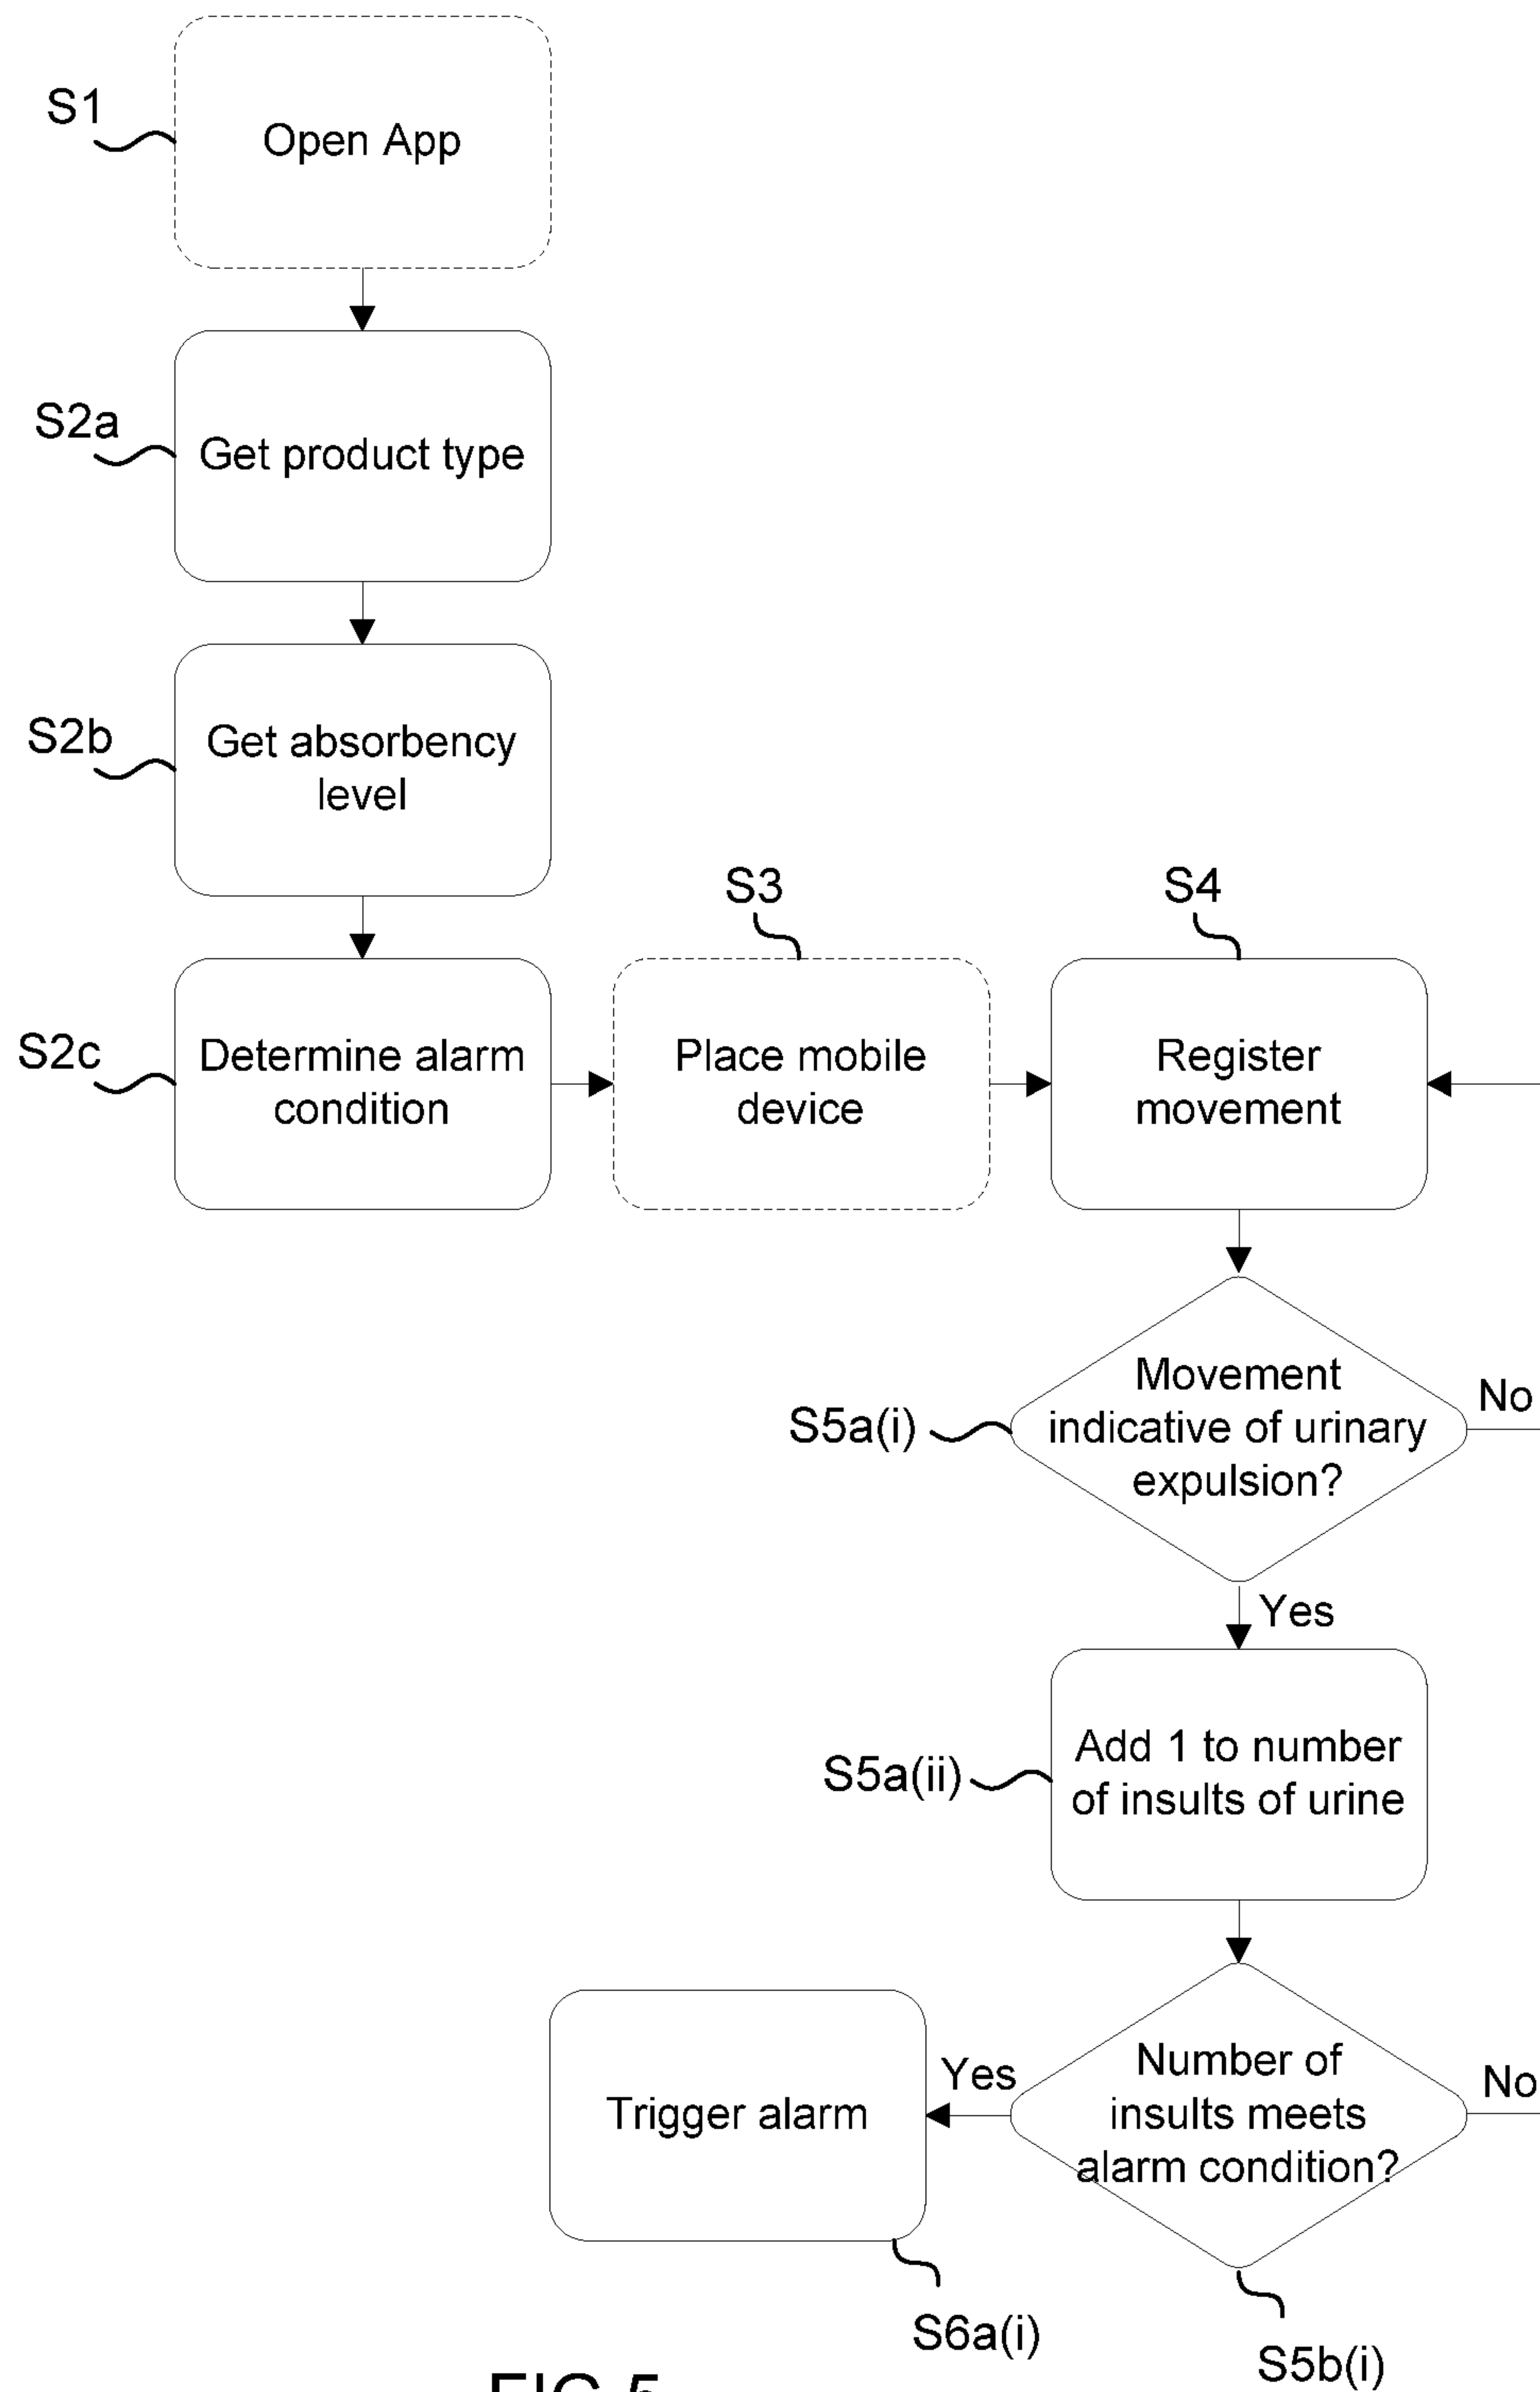 S1
Open App
S2a
Get product type
S2b
Get absorbency
level
S2c
Determine alarm
condition
S3
Place mobile
device
S4
Register
movement
S5a(i)
Movement
indicative of urinary
expulsion?
No
Yes
S5a(ii)
Add 1 to number
of insults of urine
Number of
insults meets
alarm condition?
No
Yes
Trigger alarm
S6a(i)
S5b(i)
FIG 5